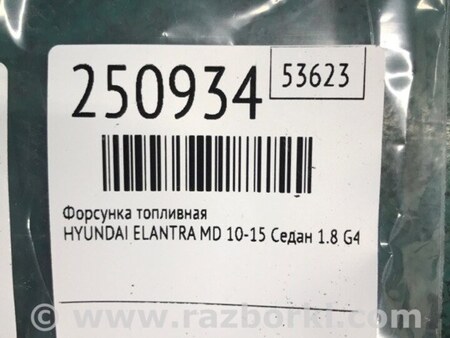 250934
53623
Форсунка топливная
HYUNDAI ELANTRA MD 10-15 Седан 1.8 G4
© www.razborki.com